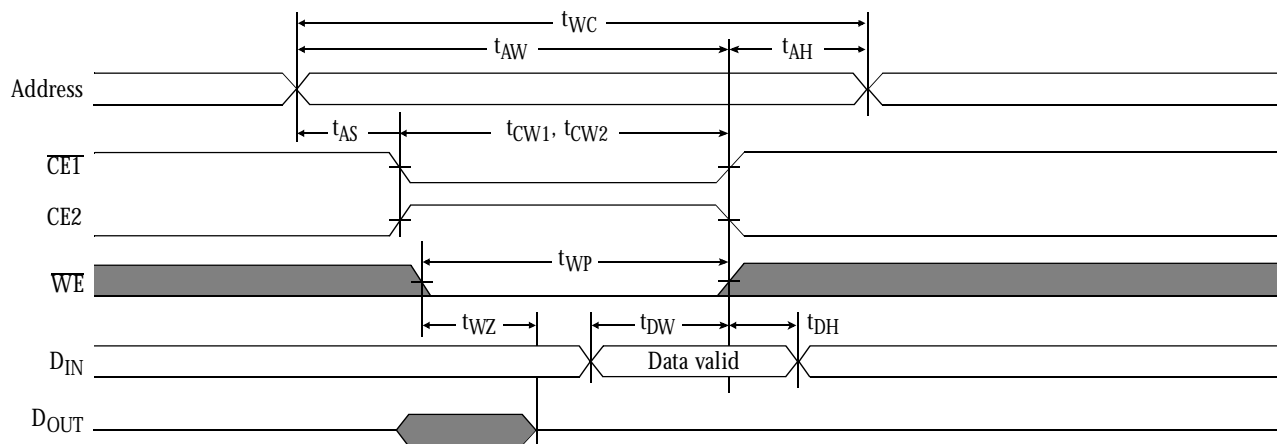 tWC
tAW
tAH
Address
tAS
tCW1, tCW2
CE1
CE2
tWP
WE
tWZ
tDW
tDH
DIN
Data valid
DOUT